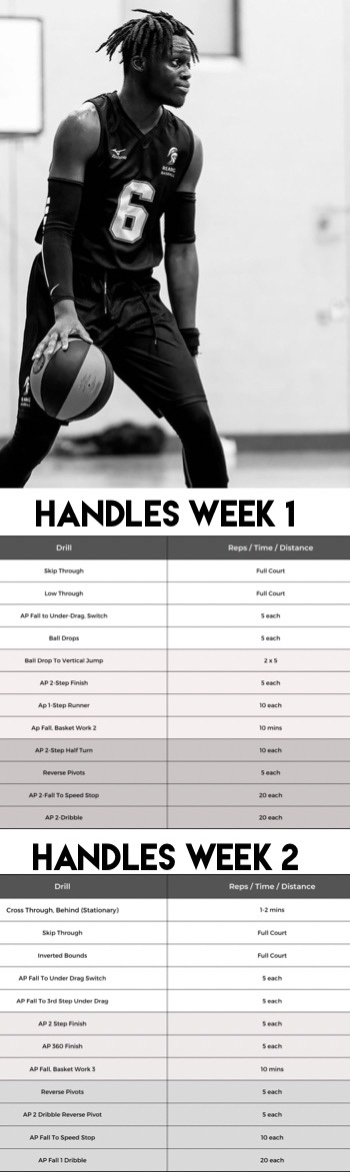 MIZUNO
6
HANDLES WEEK 1
Drill Reps / Time / Distance
Skip Through Full Court
Low Through Full Court
AP Fall to Under-Drag, Switch 5 each
Ball Drops 5 each
Ball Drop To Vertical Jump 2 x 5
AP 2-Step Finish 5 each
Ap 1-Step Runner 10 each
Ap Fall, Basket Work 2 10 mins
AP 2-Step Half Turn 10 each
Reverse Pivots 5 each
AP 2-Fall To Speed Stop 20 each
AP 2-Dribble 20 each
HANDLES WEEK 2
Drill Reps / Time / Distance
Cross Through, Behind (Stationary) 1-2 mins
Skip Through Full Court
Inverted Bounds Full Court
AP Fall To Under Drag Switch 5 each
AP Fall To 3rd Step Under Drag 5 each
AP 2 Step Finish 5 each
AP 360 Finish 5 each
AP Fall, Basket Work 3 10 mins
Reverse Pivots 5 each
AP 2 Dribble Reverse Pivot 5 each
AP Fall To Speed Stop 10 each
AP Fall 1 Dribble 20 each